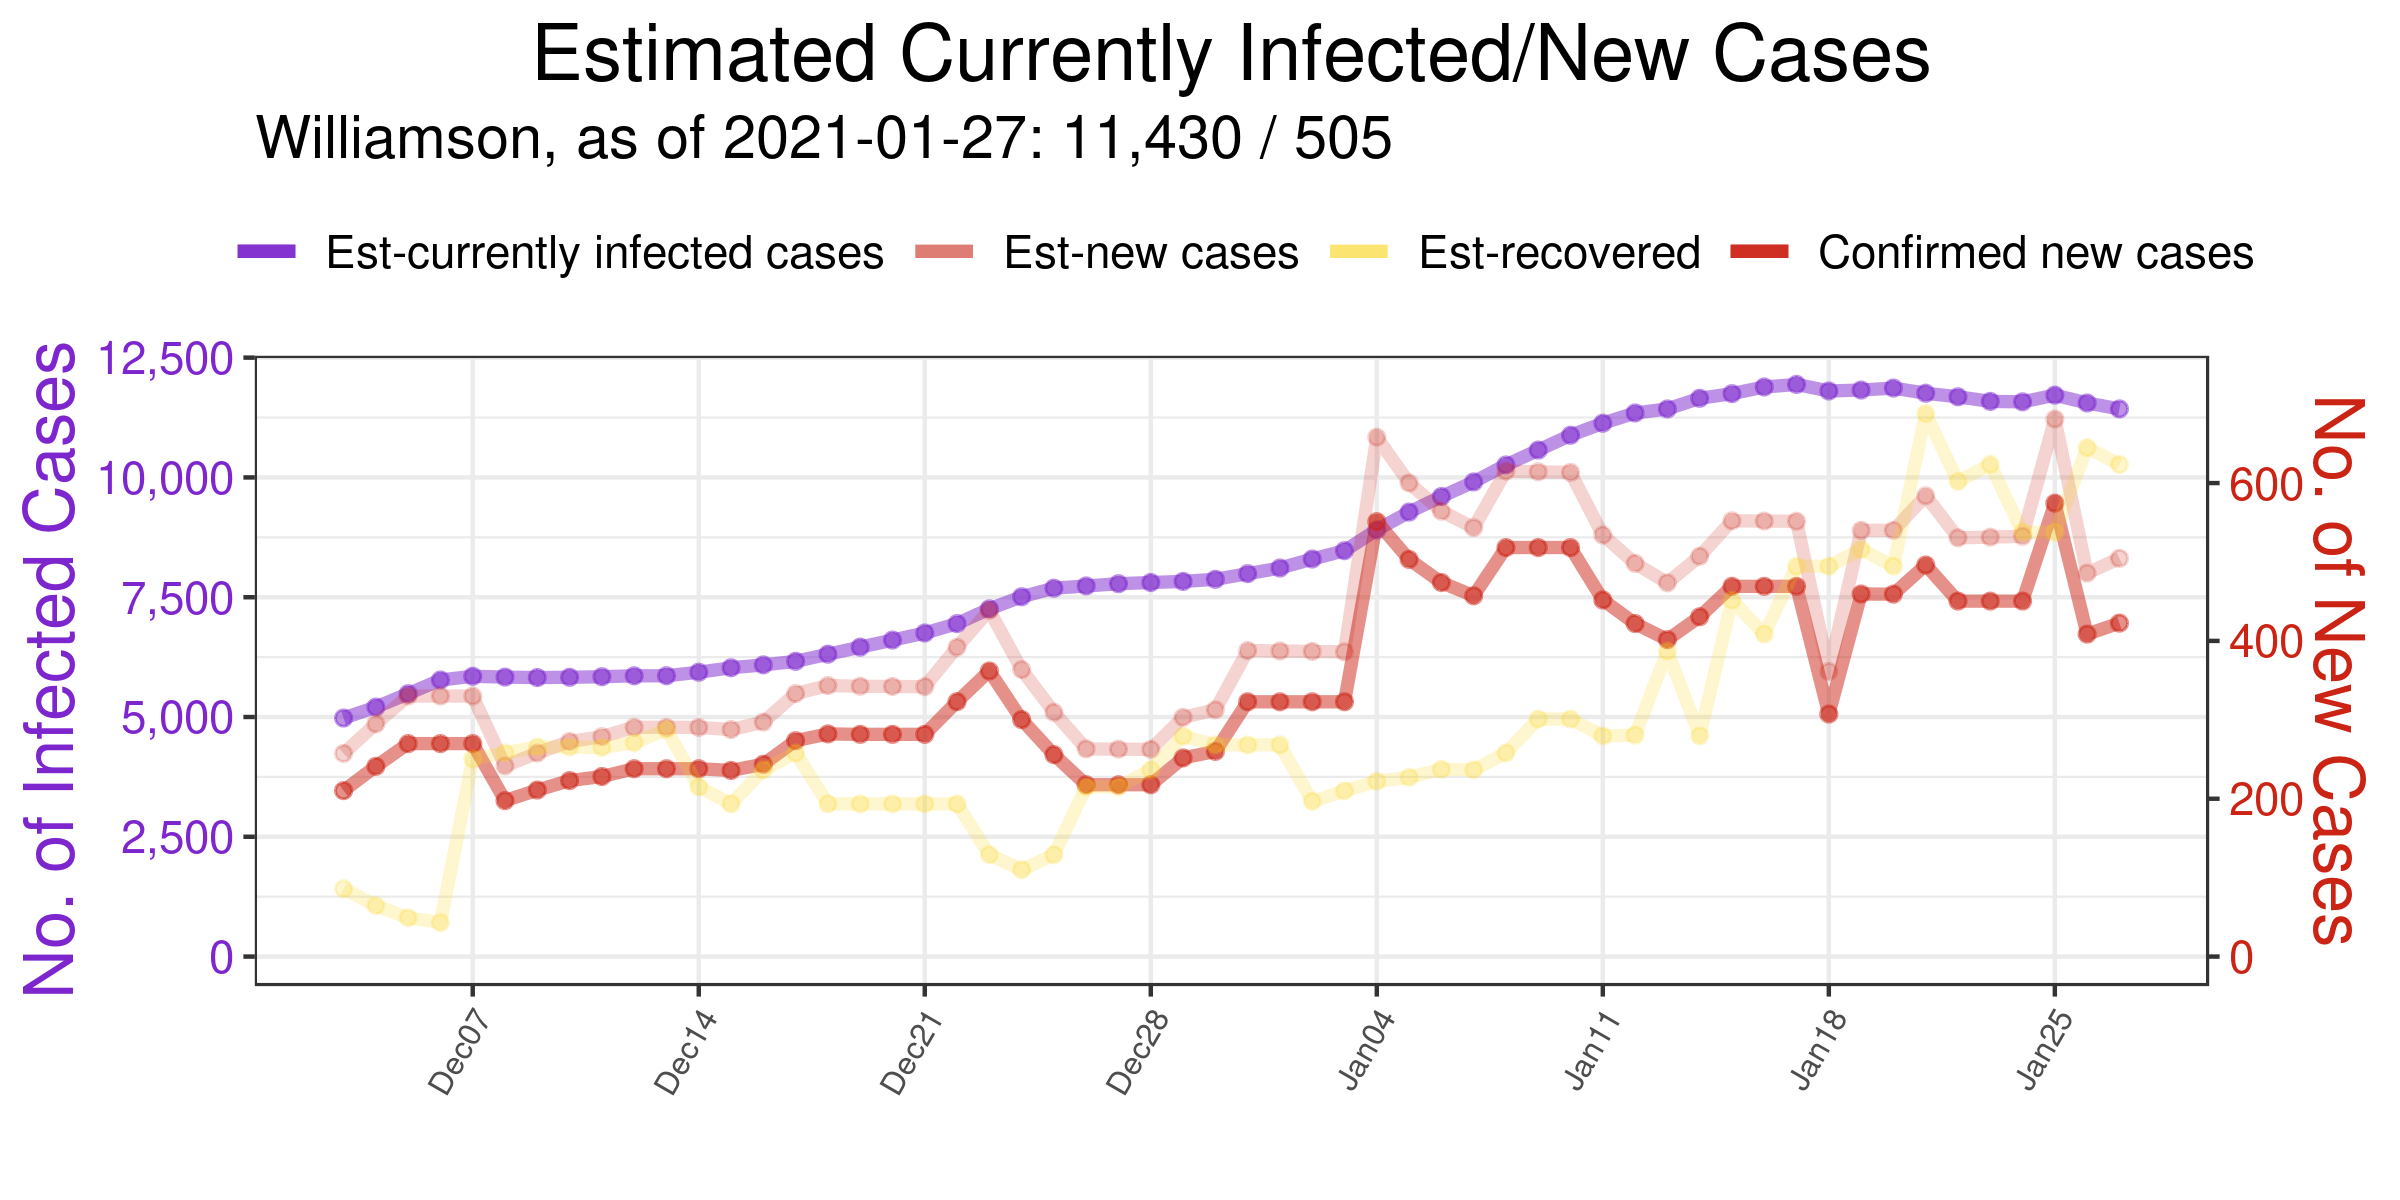 Estimated Currently Infected/New Cases
Williamson, as of 2021-01-27: 11,430 / 505
Est-currently infected cases Est-new cases Est-recovered Confirmed new cases
No. of Infected Cases
12,500
10,000
7,500
5,000
2,500
0
600
400
200
0
No. of New Cases
Dec07 Dec14 Dec21 Dec28 Jan04 Jan11 Jan18 Jan25